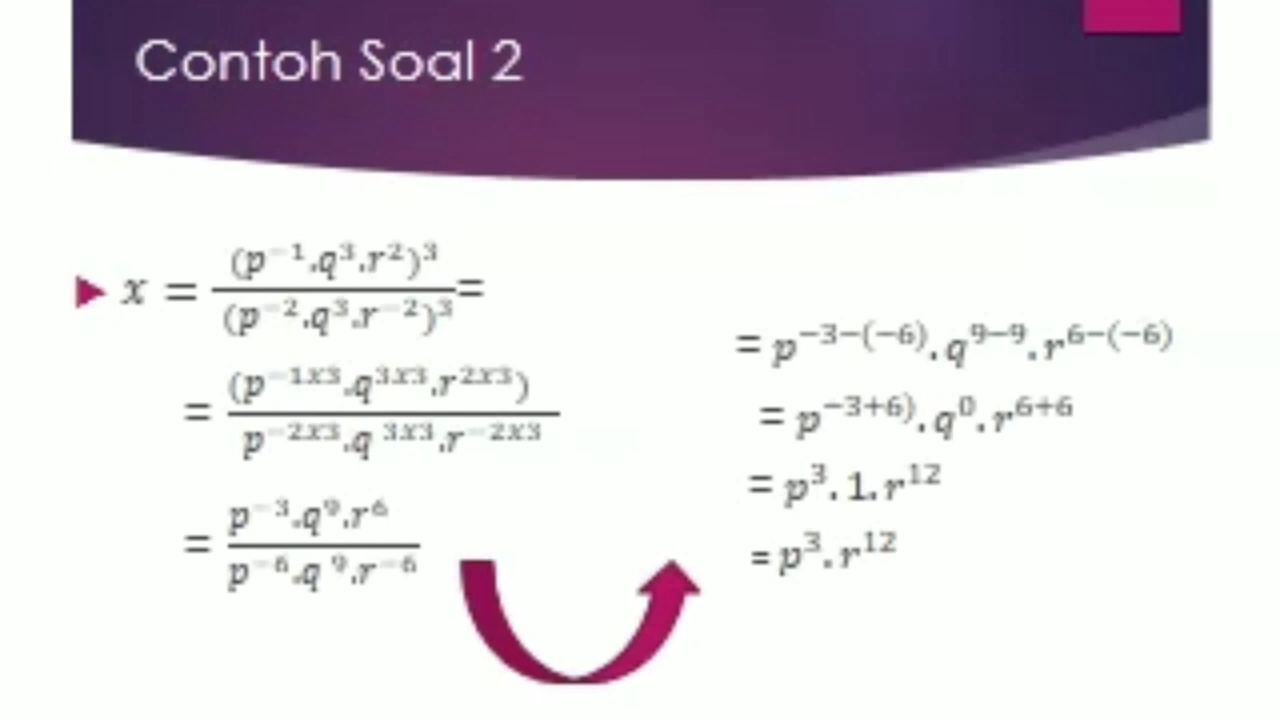 Contoh Soal 2
x = (p⁻¹.q³.r²)³ / (p⁻².q³.r⁻²)³ =
= (p⁻¹ˣ³.q³ˣ³.r²ˣ³) / p⁻²ˣ³.q³ˣ³.r⁻²ˣ³
= p⁻³.q⁹.r⁶ / p⁻⁶.q⁹.r⁻⁶
= p⁻³⁻⁽⁻⁶⁾.q⁹⁻⁹.r⁶⁻⁽⁻⁶⁾
= p⁻³⁺⁶⁾.q⁰.r⁶⁺⁶
= p³.1.r¹²
= p³.r¹²